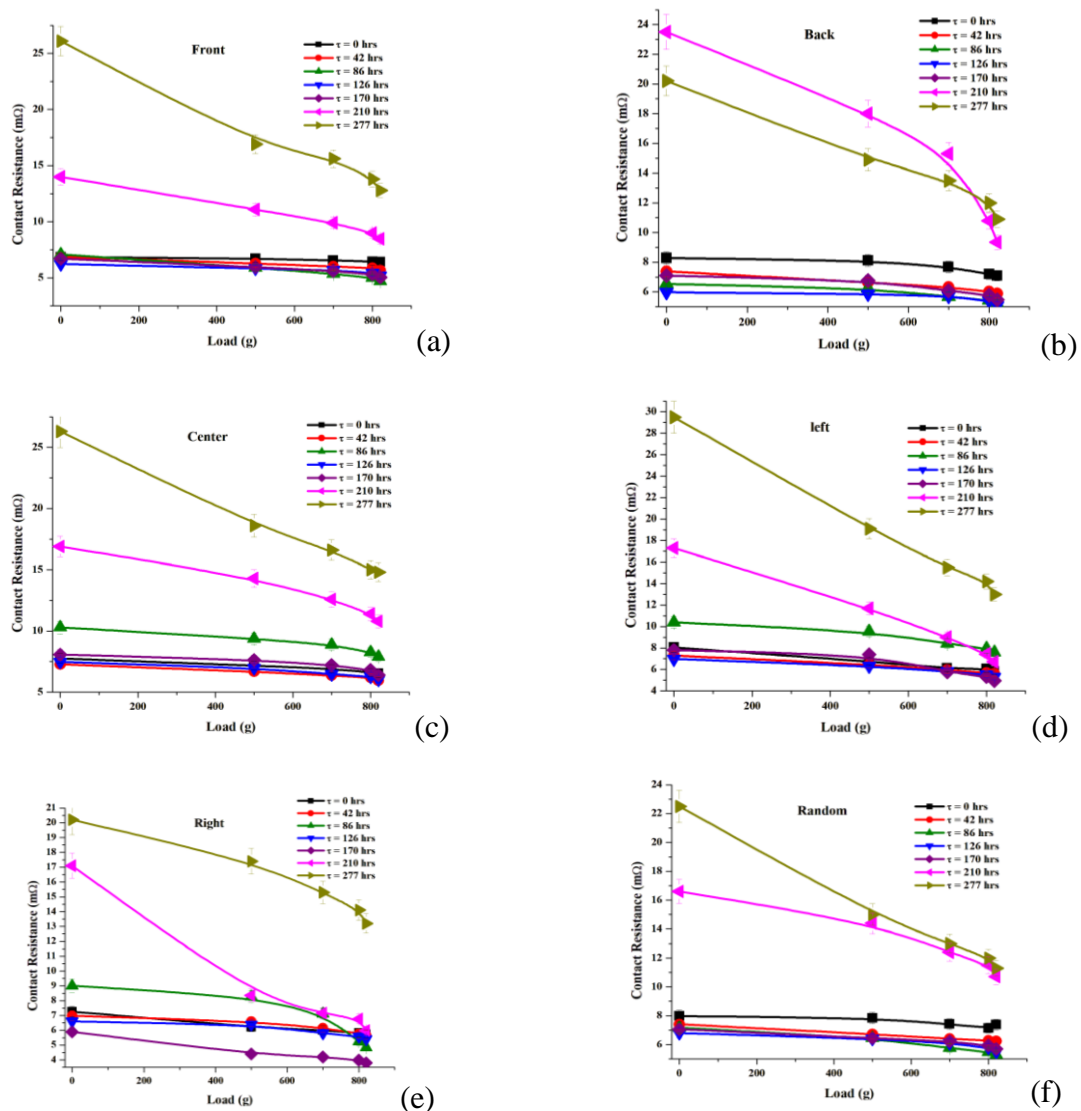 Front
τ = 0 hrs
τ = 42 hrs
τ = 86 hrs
τ = 126 hrs
τ = 170 hrs
τ = 210 hrs
τ = 277 hrs
Contact Resistance (mΩ)
25
20
15
10
5
0 200 400 600 800
Load (g)
(a)
Back
τ = 0 hrs
τ = 42 hrs
τ = 86 hrs
τ = 126 hrs
τ = 170 hrs
τ = 210 hrs
τ = 277 hrs
Contact Resistance (mΩ)
24
22
20
18
16
14
12
10
8
6
0 200 400 600 800
Load (g)
(b)
Center
τ = 0 hrs
τ = 42 hrs
τ = 86 hrs
τ = 126 hrs
τ = 170 hrs
τ = 210 hrs
τ = 277 hrs
Contact Resistance (mΩ)
25
20
15
10
5
0 200 400 600 800
Load (g)
(c)
left
τ = 0 hrs
τ = 42 hrs
τ = 86 hrs
τ = 126 hrs
τ = 170 hrs
τ = 210 hrs
τ = 277 hrs
Contact Resistance (mΩ)
30
28
26
24
22
20
18
16
14
12
10
8
6
4
0 200 400 600 800
Load (g)
(d)
Right
τ = 0 hrs
τ = 42 hrs
τ = 86 hrs
τ = 126 hrs
τ = 170 hrs
τ = 210 hrs
τ = 277 hrs
Contact Resistance (mΩ)
21
20
19
18
17
16
15
14
13
12
11
10
9
8
7
6
5
4
0 200 400 600 800
Load (g)
(e)
Random
τ = 0 hrs
τ = 42 hrs
τ = 86 hrs
τ = 126 hrs
τ = 170 hrs
τ = 210 hrs
τ = 277 hrs
Contact Resistance (mΩ)
24
22
20
18
16
14
12
10
8
6
0 200 400 600 800
Load (g)
(f)